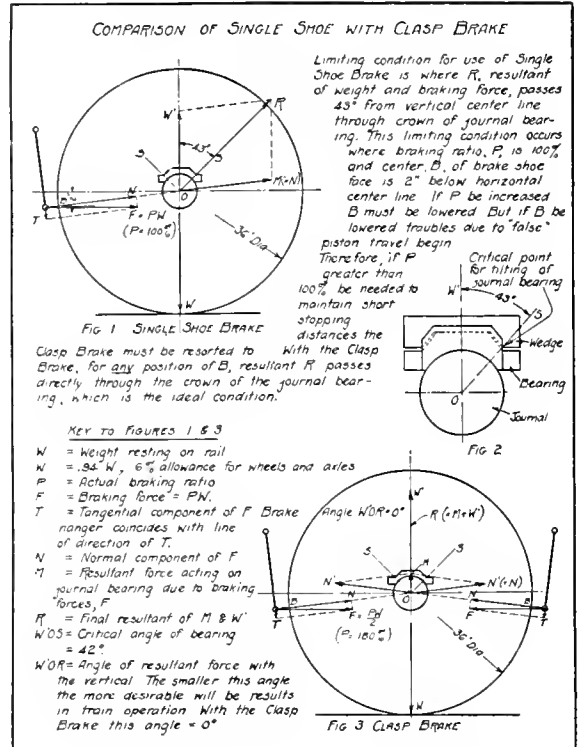 COMPARISON OF SINGLE SHOE WITH CLASP BRAKE
Limiting condition for use of Single
Shoe Brake is where R, resultant
of weight and braking force, passes
43° from vertical center line
through crown of journal bear-
ing. This limiting condition occurs
where braking ratio, P, is 100%
and center, B, of brake shoe
face is 2" below horizontal
center line If P be increased
B must be lowered But if B be
lowered troubles due to "false"
piston travel begin
Therefore, if P
greater than
100% be needed to
maintain short
stopping
distances the
Clasp Brake must be resorted to With the Clasp
Brake, for any position of B, resultant R passes
directly through the crown of the journal bear-
ing, which is the ideal condition.
W'
R
43°
S
S
M(=N)
O
N
B
2"
T
F = PW
(P=100%)
36" Dia
W
FIG 1 SINGLE SHOE BRAKE
Critical point
for tilting of
journal bearing
W'
43°
S
Wedge
Bearing
O
Journal
FIG 2
KEY TO FIGURES 1 & 3
W = Weight resting on rail
W = .94 W, 6% allowance for wheels and axles
P = Actual braking ratio
F = Braking force = PW.
T = Tangential component of F Brake
hanger coincides with line
of direction of T.
N = Normal component of F
M = Resultant force acting on
journal bearing due to braking
forces, F
R = Final resultant of M & W'
W'OS = Critical angle of bearing
= 42°.
W'OR = Angle of resultant force with
the vertical The smaller this angle
the more desirable will be results
in train operation With the Clasp
Brake this angle = 0°
W'
Angle W'OR=0°
R (=M+W')
S
M
S
N'
N'(=N)
O
B
N
N
B
T
F = PW/2
(P=180%)
F
T
36" Dia
W
FIG 3 CLASP BRAKE